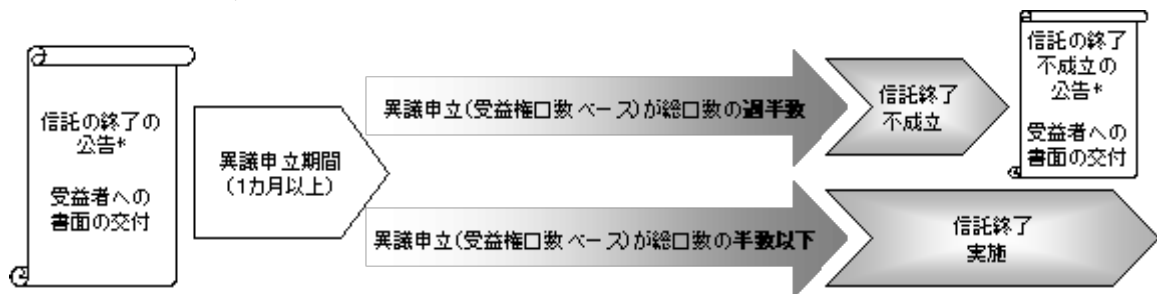 信託の終了の
公告*
受益者への
書面の交付
異議申立期間
（1カ月以上）
異議申立（受益権口数ベース）が総口数の過半数
信託終了
不成立
信託の終了
不成立の
公告*
受益者への
書面の交付
異議申立（受益権口数ベース）が総口数の半数以下
信託終了
実施